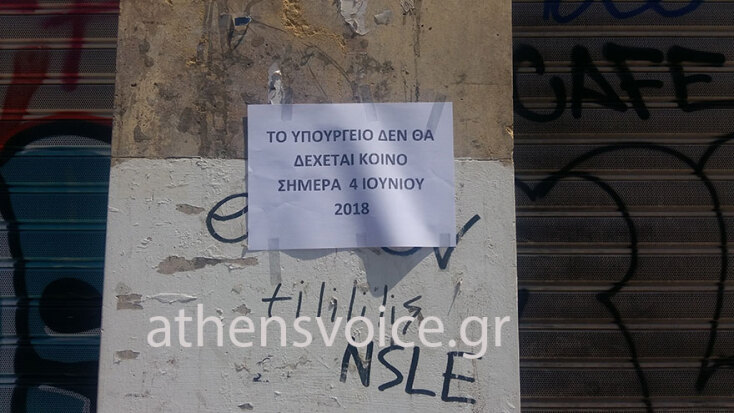 CAFE
ΤΟ ΥΠΟΥΡΓΕΙΟ ΔΕΝ ΘΑ
ΔΕΧΕΤΑΙ ΚΟΙΝΟ
ΣΗΜΕΡΑ 4 ΙΟΥΝΙΟΥ
2018
athensvoice.gr
NSLE